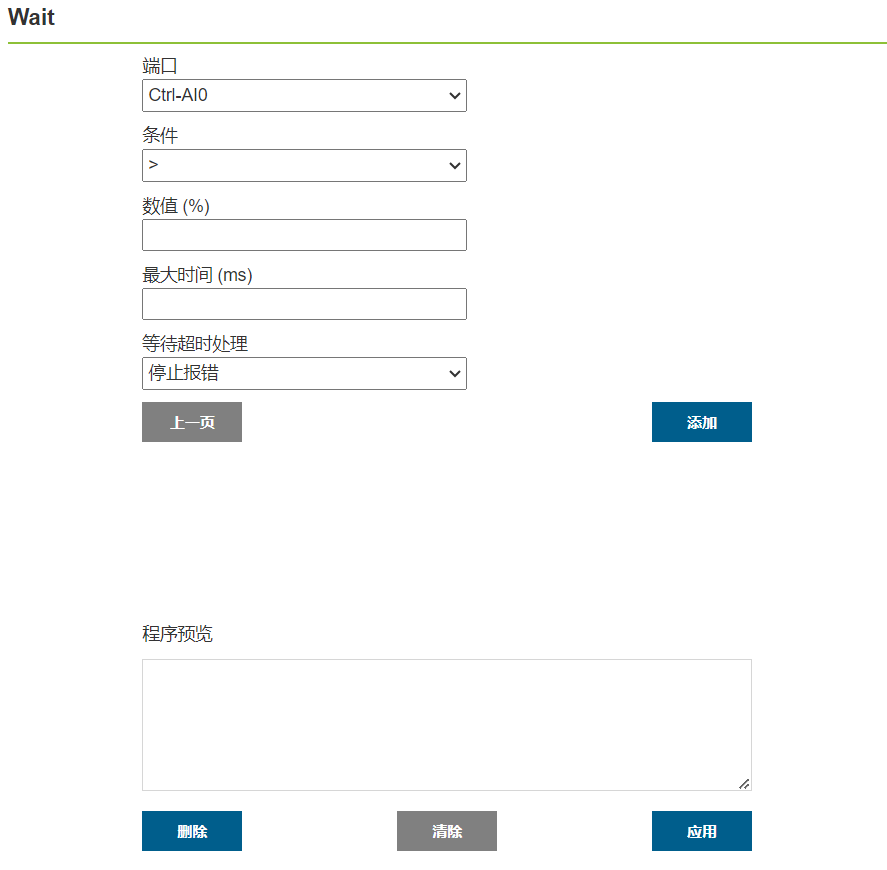 Wait
端口
Ctrl-AI0
条件
>
数值 (%)
最大时间 (ms)
等待超时处理
停止报错
上一页
添加
程序预览
删除
清除
应用